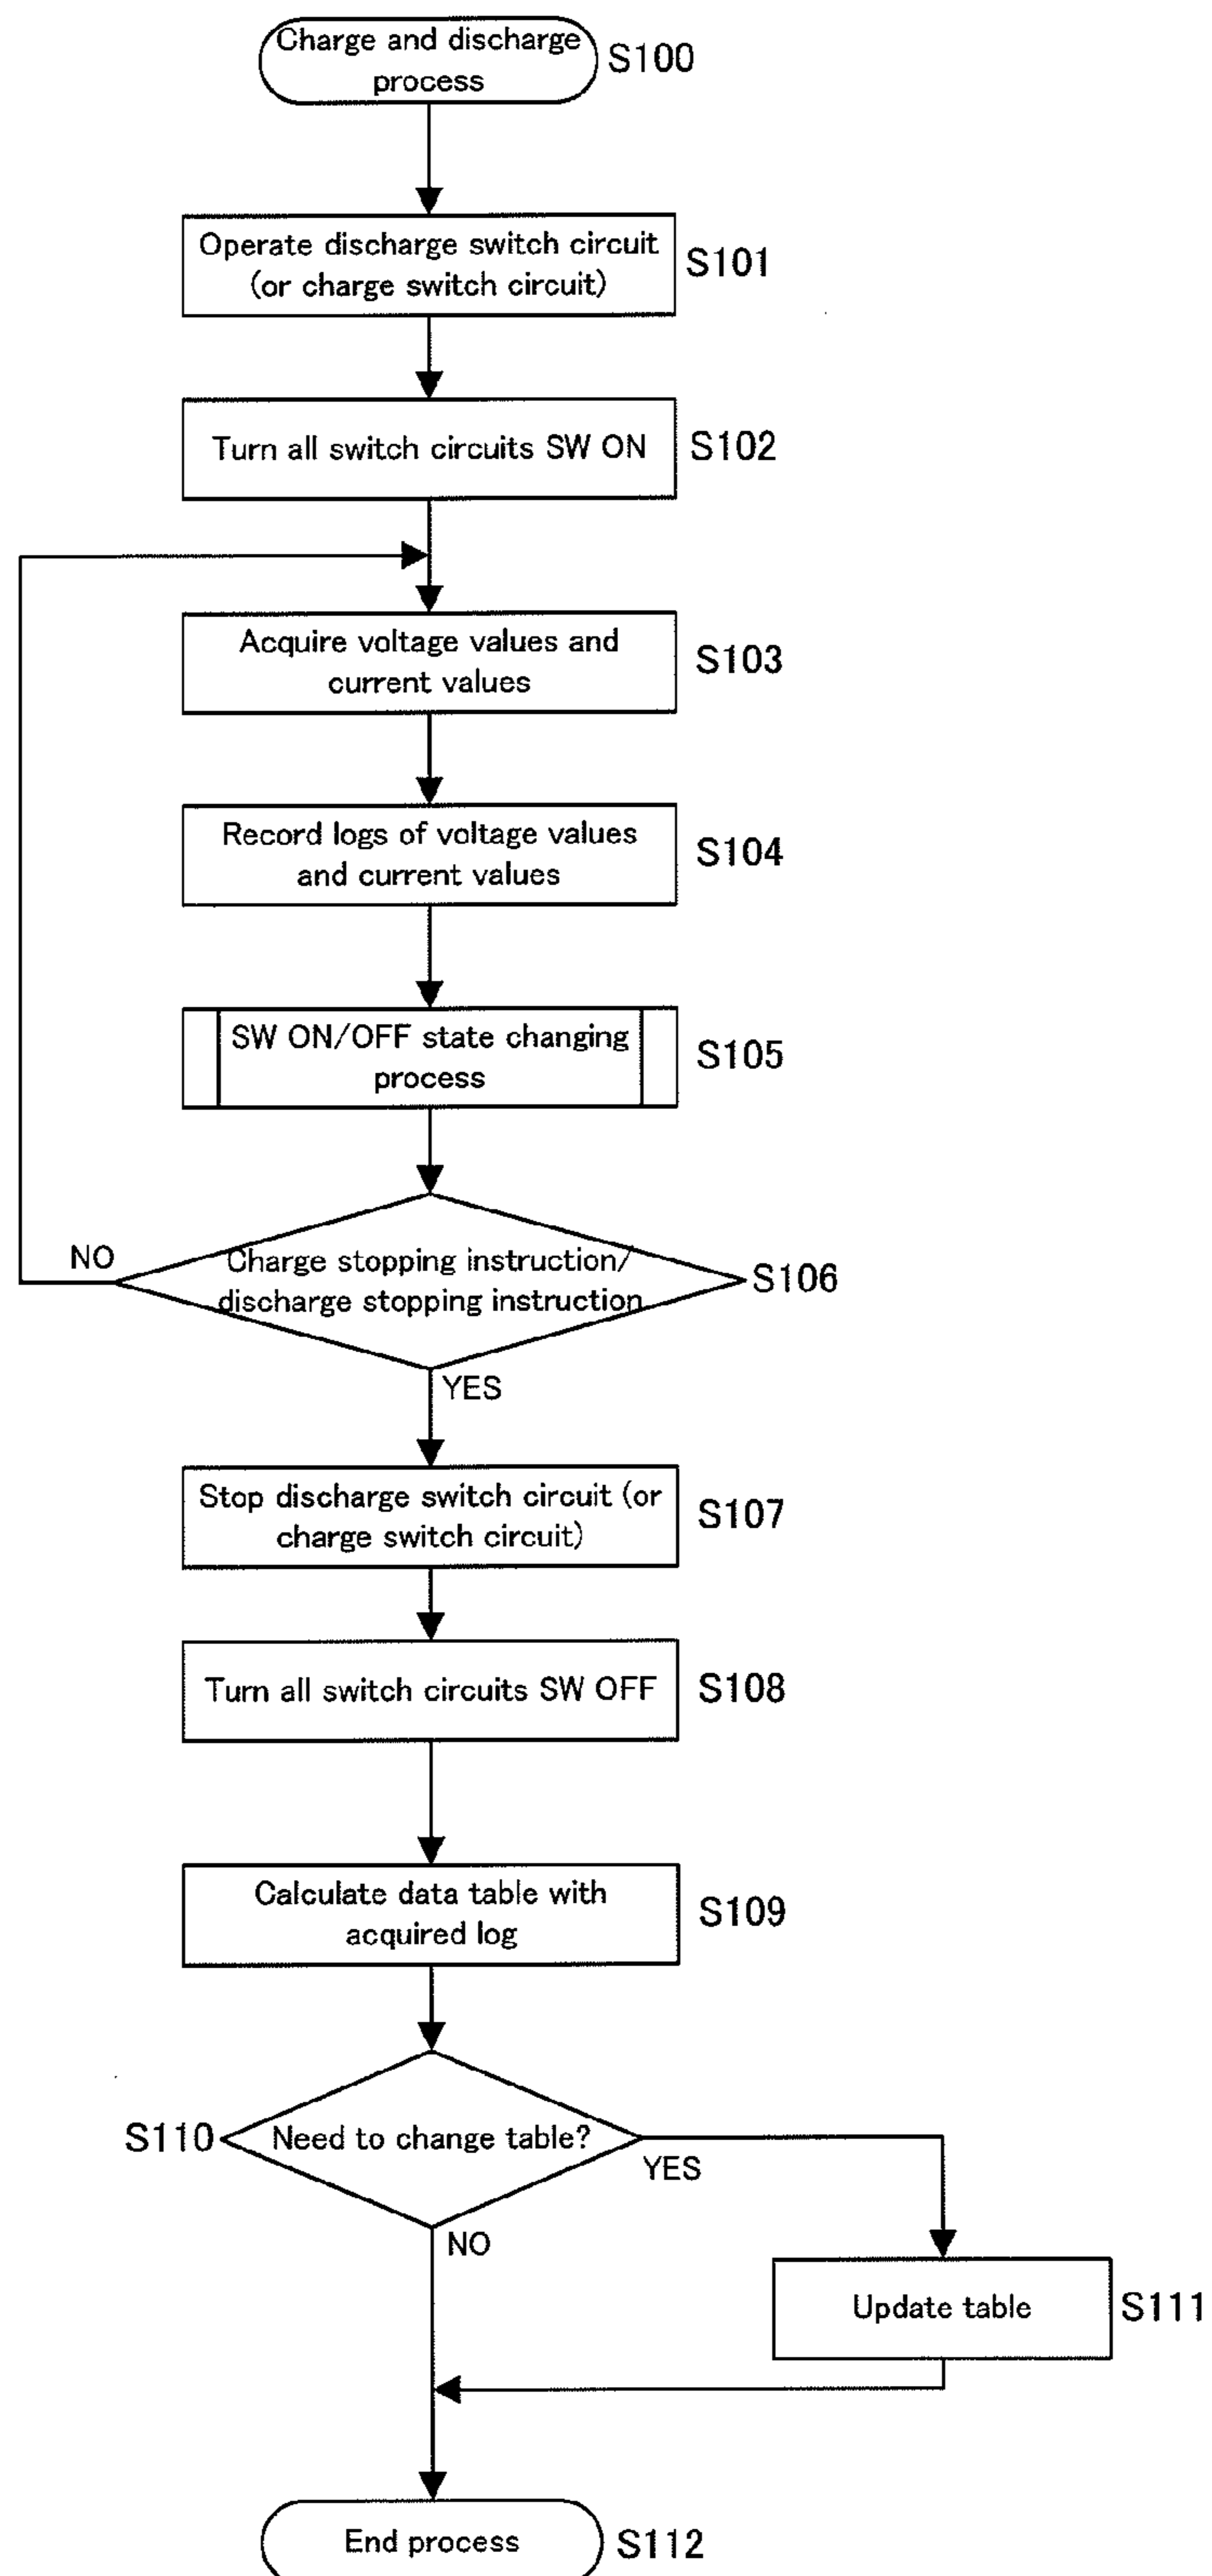 Charge and discharge
process
S100
Operate discharge switch circuit
(or charge switch circuit)
S101
Turn all switch circuits SW ON
S102
Acquire voltage values and
current values
S103
Record logs of voltage values
and current values
S104
SW ON/OFF state changing
process
S105
NO
Charge stopping instruction/
discharge stopping instruction
S106
YES
Stop discharge switch circuit (or
charge switch circuit)
S107
Turn all switch circuits SW OFF
S108
Calculate data table with
acquired log
S109
S110
Need to change table?
YES
NO
Update table
S111
End process
S112